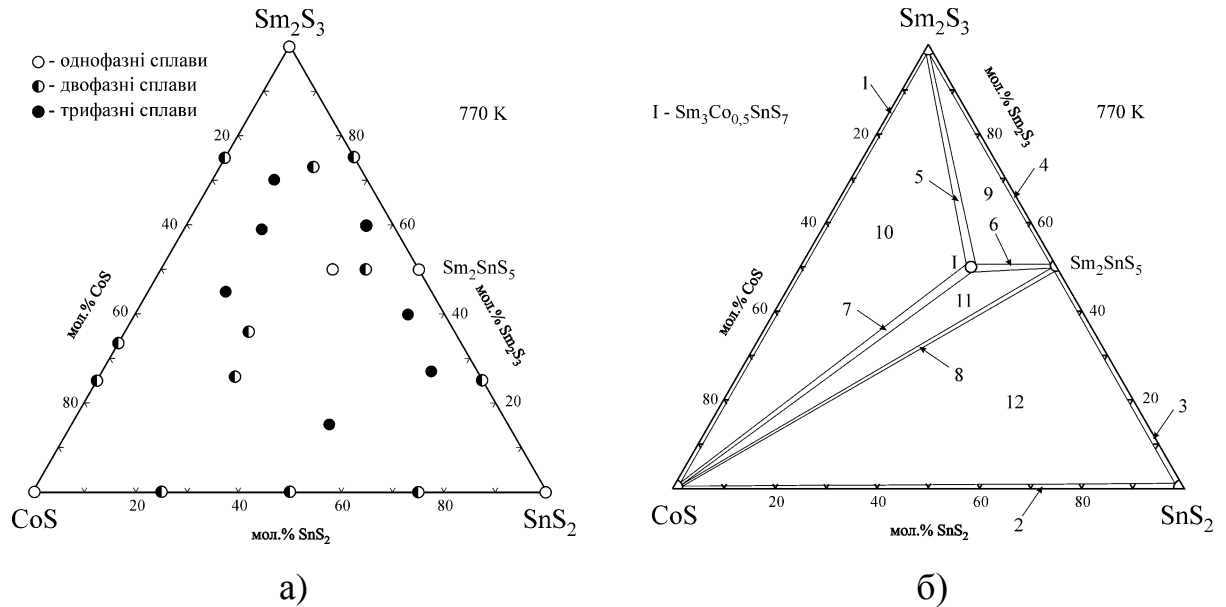 Sm2S3
- однофазні сплави
- двофазні сплави
- трифазні сплави
770 K
20
80
40
60
Sm2SnS5
мол.% CoS
60
40
мол.% Sm2S3
80
20
CoS
20
40
60
80
SnS2
мол.% SnS2
а)
Sm2S3
1
мол.% Sm2S3
I - Sm3Co0,5SnS7
770 K
20
80
4
5
9
40
10
6
60
I
Sm2SnS5
мол.% CoS
60
7
11
40
8
80
12
20
3
CoS
20
40
60
80
SnS2
мол.% SnS2
2
б)